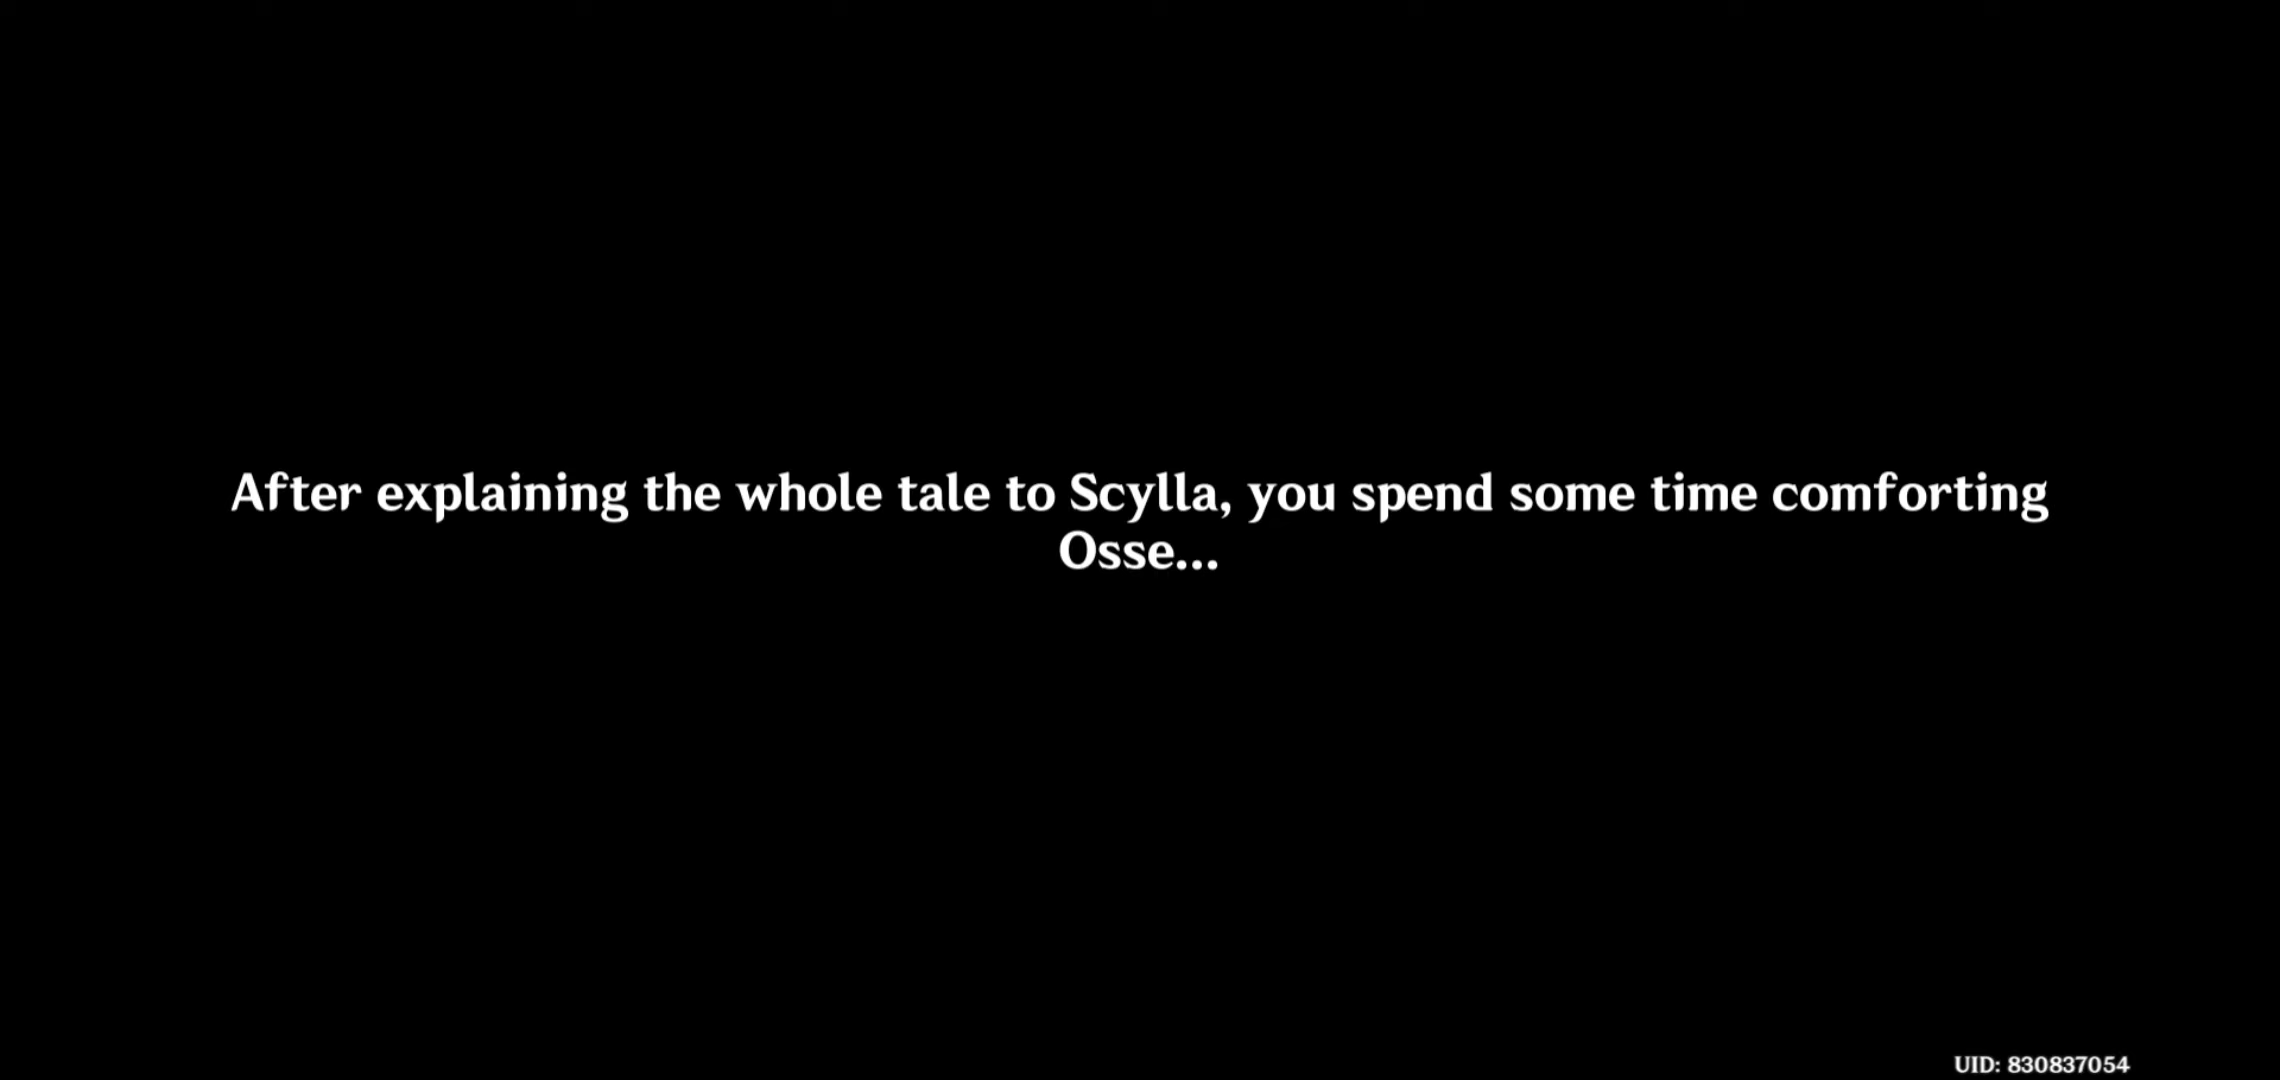 After explaining the whole tale to Scylla, you spend some time comforting
Osse...
UID: 830837054